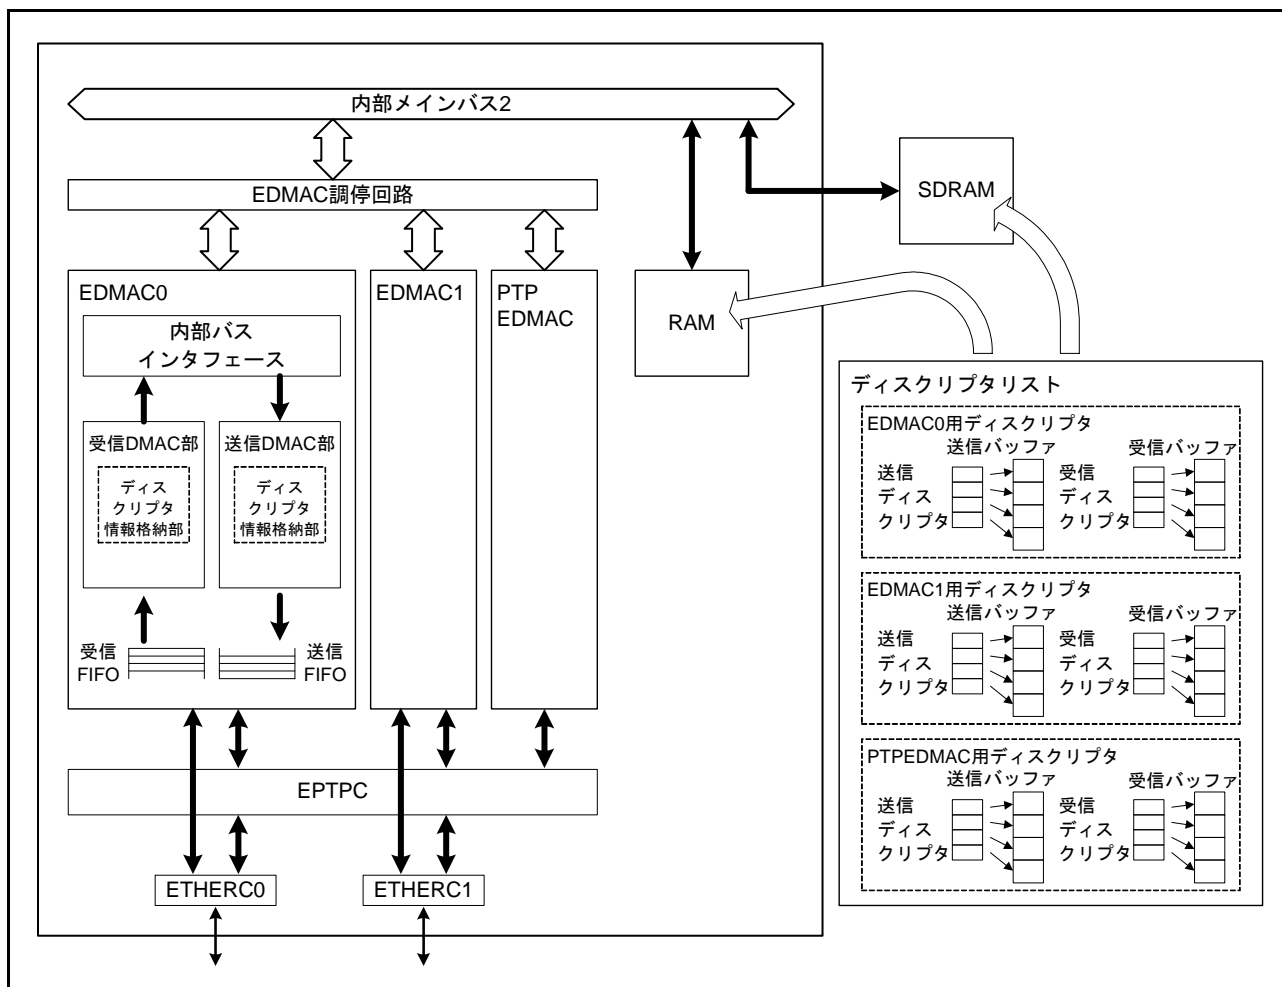 内部メインバス2
EDMAC調停回路
SDRAM
EDMAC0
内部バス
インタフェース
受信DMAC部
ディス
クリプタ
情報格納部
送信DMAC部
ディス
クリプタ
情報格納部
受信
FIFO
送信
FIFO
EDMAC1
PTP
EDMAC
RAM
EPTPC
ETHERC0
ETHERC1
ディスクリプタリスト
EDMAC0用ディスクリプタ
送信バッファ
受信バッファ
送信
ディス
クリプタ
受信
ディス
クリプタ
EDMAC1用ディスクリプタ
送信バッファ
受信バッファ
送信
ディス
クリプタ
受信
ディス
クリプタ
PTPEDMAC用ディスクリプタ
送信バッファ
受信バッファ
送信
ディス
クリプタ
受信
ディス
クリプタ